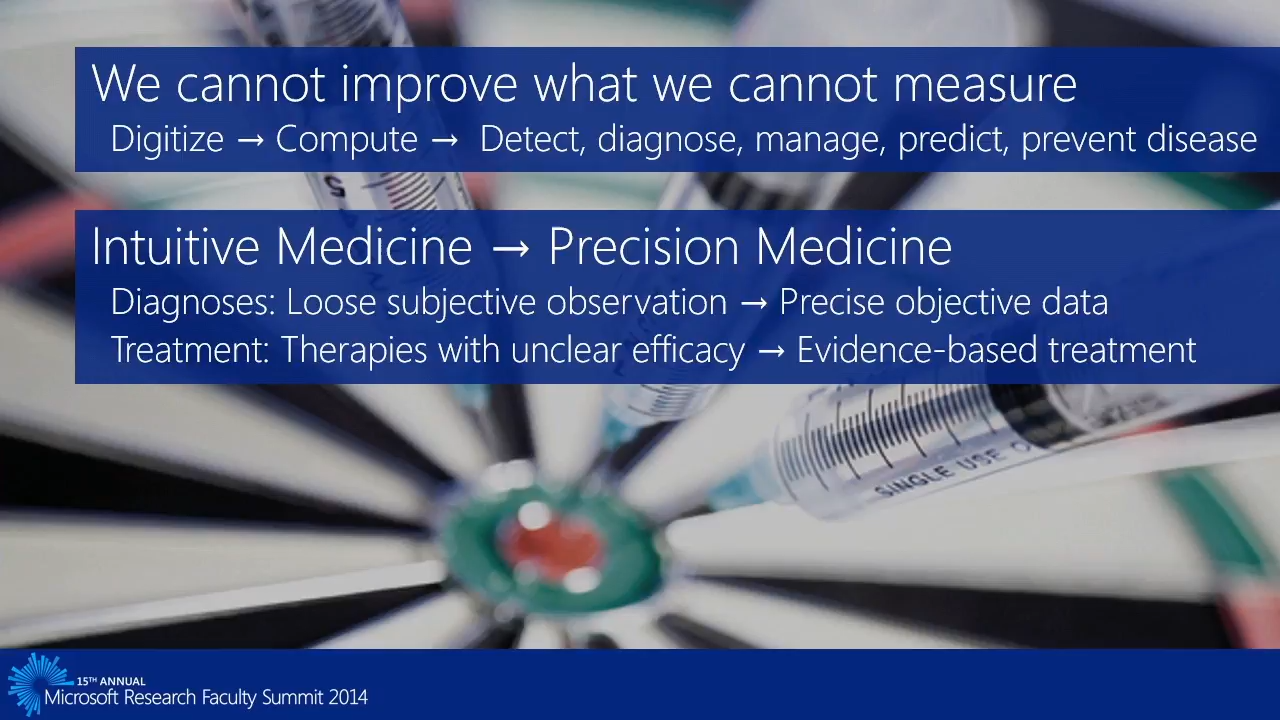 We cannot improve what we cannot measure
Digitize → Compute → Detect, diagnose, manage, predict, prevent disease
Intuitive Medicine → Precision Medicine
Diagnoses: Loose subjective observation → Precise objective data
Treatment: Therapies with unclear efficacy → Evidence-based treatment
SINGLE USE O
15TH ANNUAL
Microsoft Research Faculty Summit 2014